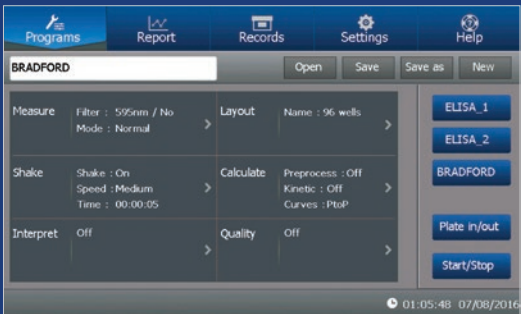 Programs Report Records Settings Help
BRADFORD Open Save Save as New
Measure Filter : 595nm / No
Mode : Normal
Layout Name : 96 wells
Shake Shake : On
Speed : Medium
Time : 00:00:05
Calculate Preprocess : Off
Kinetic : Off
Curves : PtoP
Interpret Off
Quality Off
ELISA_1
ELISA_2
BRADFORD
Plate in/out
Start/Stop
01:05:48 07/08/2016